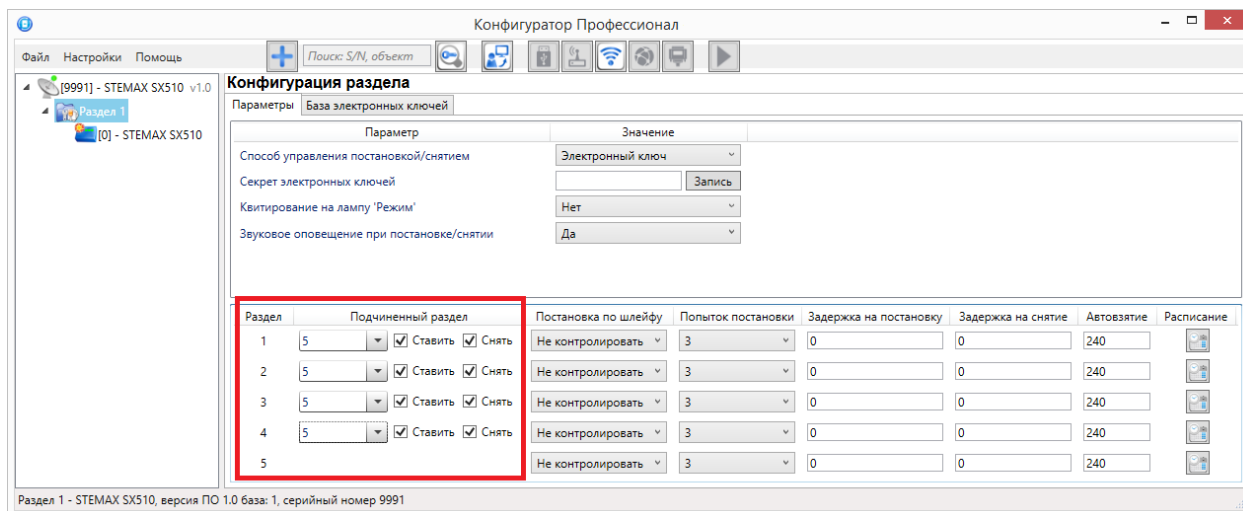 Конфигуратор Профессионал
Файл Настройки Помощь Поиск: S/N, объект
[9991] - STEMAX SX510 v1.0
Раздел 1
[0] - STEMAX SX510
Конфигурация раздела
Параметры База электронных ключей
Параметр Значение
Способ управления постановкой/снятием Электронный ключ
Секрет электронных ключей Запись
Квитирование на лампу 'Режим' Нет
Звуковое оповещение при постановке/снятии Да
Раздел Подчиненный раздел Постановка по шлейфу Попыток постановки Задержка на постановку Задержка на снятие Автовзятие Расписание
1 5 Ставить Снять Не контролировать 3 0 0 240
2 5 Ставить Снять Не контролировать 3 0 0 240
3 5 Ставить Снять Не контролировать 3 0 0 240
4 5 Ставить Снять Не контролировать 3 0 0 240
5 Не контролировать 3 0 0 240
Раздел 1 - STEMAX SX510, версия ПО 1.0 база: 1, серийный номер 9991